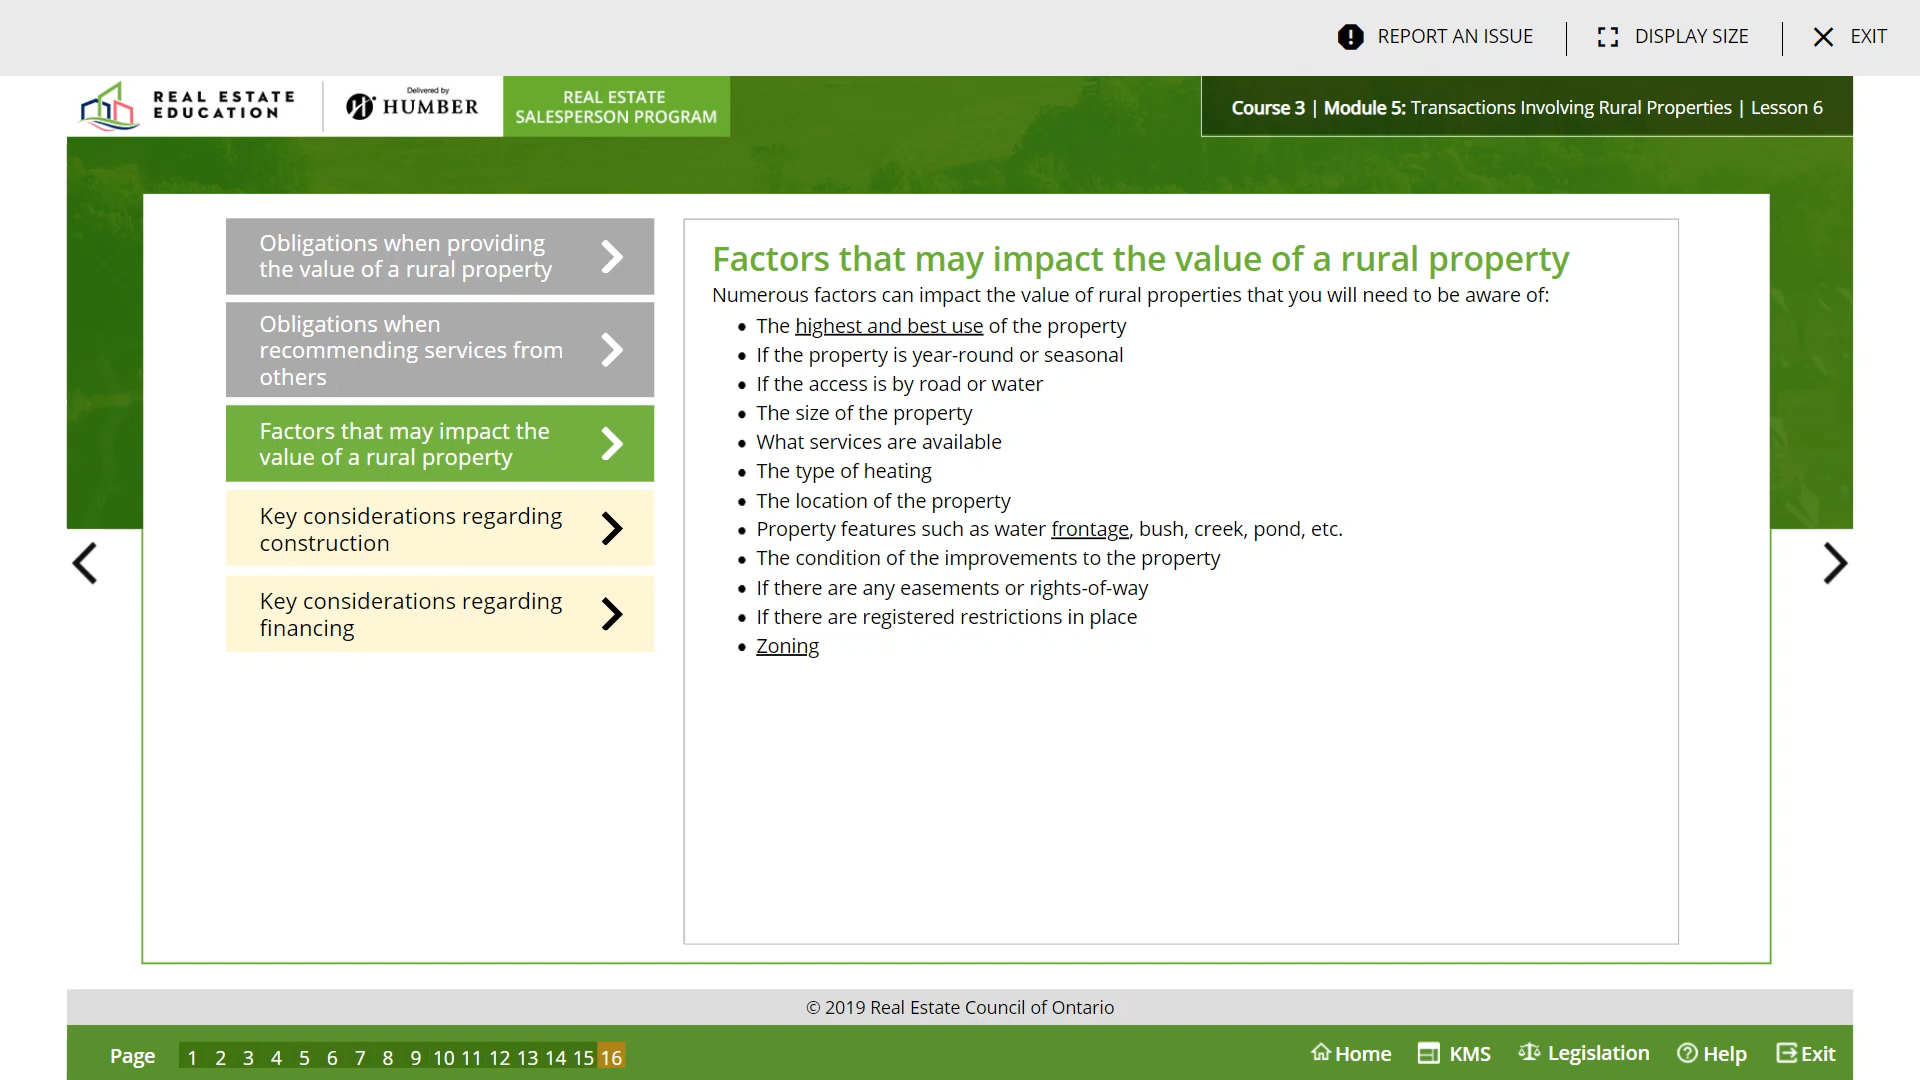 REPORT AN ISSUE
DISPLAY SIZE
EXIT
REAL ESTATE
EDUCATION
Delivered by
HUMBER
REAL ESTATE
SALESPERSON PROGRAM
Course 3 | Module 5: Transactions Involving Rural Properties | Lesson 6
Obligations when providing
the value of a rural property
Obligations when
recommending services from
others
Factors that may impact the
value of a rural property
Key considerations regarding
construction
Key considerations regarding
financing
Factors that may impact the value of a rural property
Numerous factors can impact the value of rural properties that you will need to be aware of:
• The highest and best use of the property
• If the property is year-round or seasonal
• If the access is by road or water
• The size of the property
• What services are available
• The type of heating
• The location of the property
• Property features such as water frontage, bush, creek, pond, etc.
• The condition of the improvements to the property
• If there are any easements or rights-of-way
• If there are registered restrictions in place
• Zoning
© 2019 Real Estate Council of Ontario
Page 1 2 3 4 5 6 7 8 9 10 11 12 13 14 15 16
Home KMS Legislation Help Exit